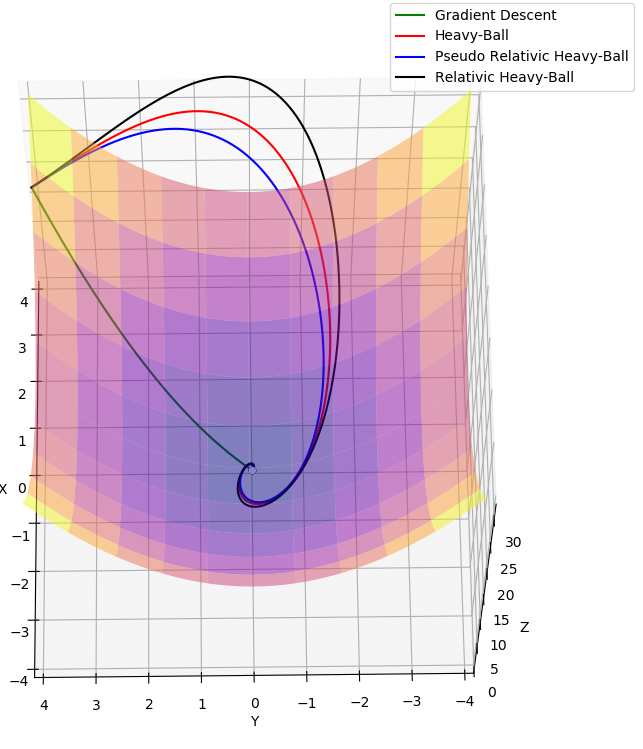 Gradient Descent
Heavy-Ball
Pseudo Relativic Heavy-Ball
Relativic Heavy-Ball
4
3
2
1
X 0
−1
−2
−3
−4
30
25
20
15 Z
10
5
0
4 3 2 1 0 −1 −2 −3 −4
Y